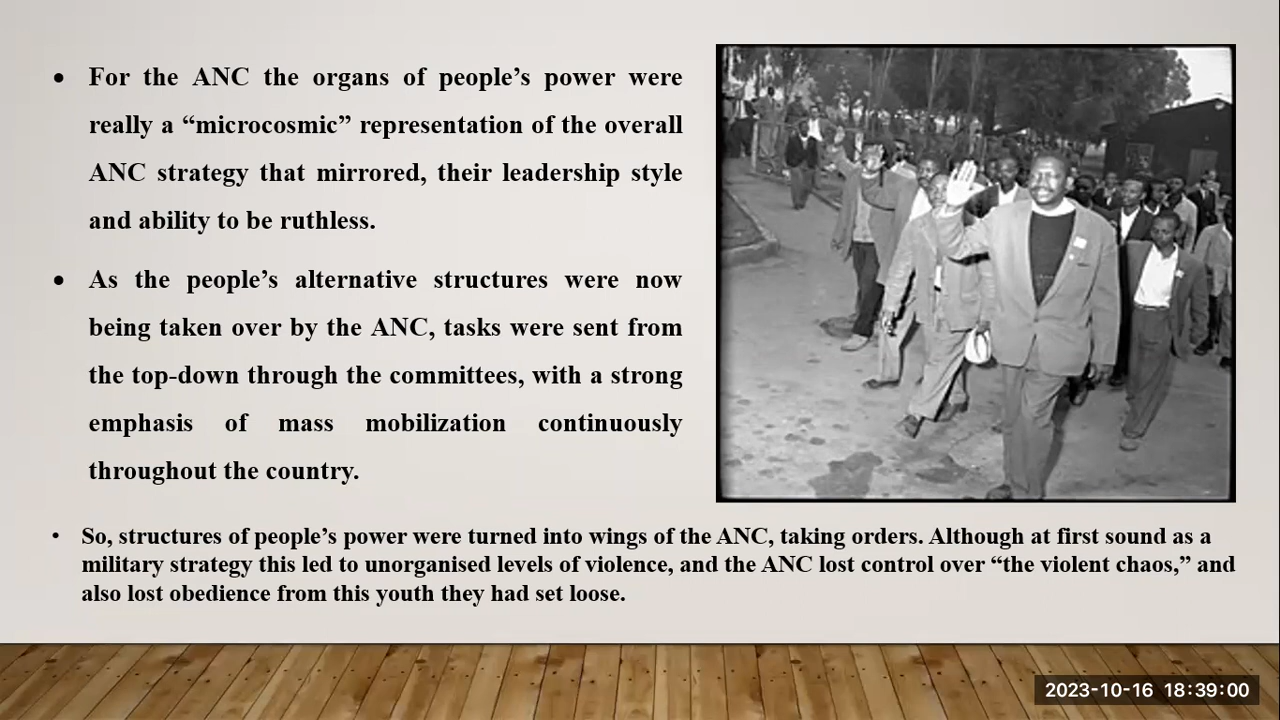 • For the ANC the organs of people’s power were
really a “microcosmic” representation of the overall
ANC strategy that mirrored, their leadership style
and ability to be ruthless.
• As the people’s alternative structures were now
being taken over by the ANC, tasks were sent from
the top-down through the committees, with a strong
emphasis of mass mobilization continuously
throughout the country.
• So, structures of people’s power were turned into wings of the ANC, taking orders. Although at first sound as a
military strategy this led to unorganised levels of violence, and the ANC lost control over “the violent chaos,” and
also lost obedience from this youth they had set loose.
2023-10-16 18:39:00